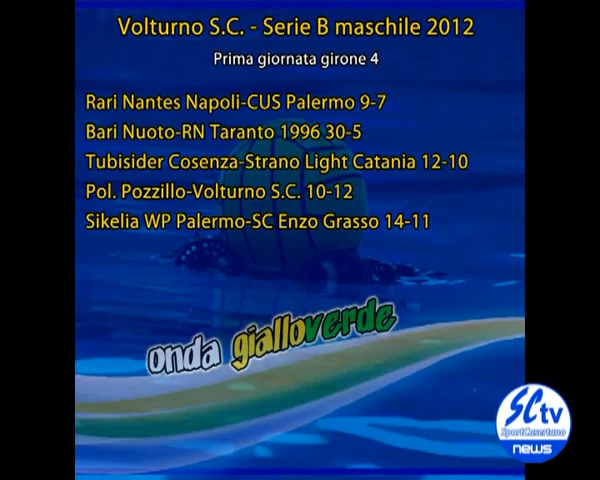 Volturno S.C. - Serie B maschile 2012
Prima giornata girone 4
Rari Nantes Napoli-CUS Palermo 9-7
Bari Nuoto-RN Taranto 1996 30-5
Tubisider Cosenza-Strano Light Catania 12-10
Pol. Pozzillo-Volturno S.C. 10-12
Sikelia WP Palermo-SC Enzo Grasso 14-11
onda gialloverde
SCtv
SportCasertano
news